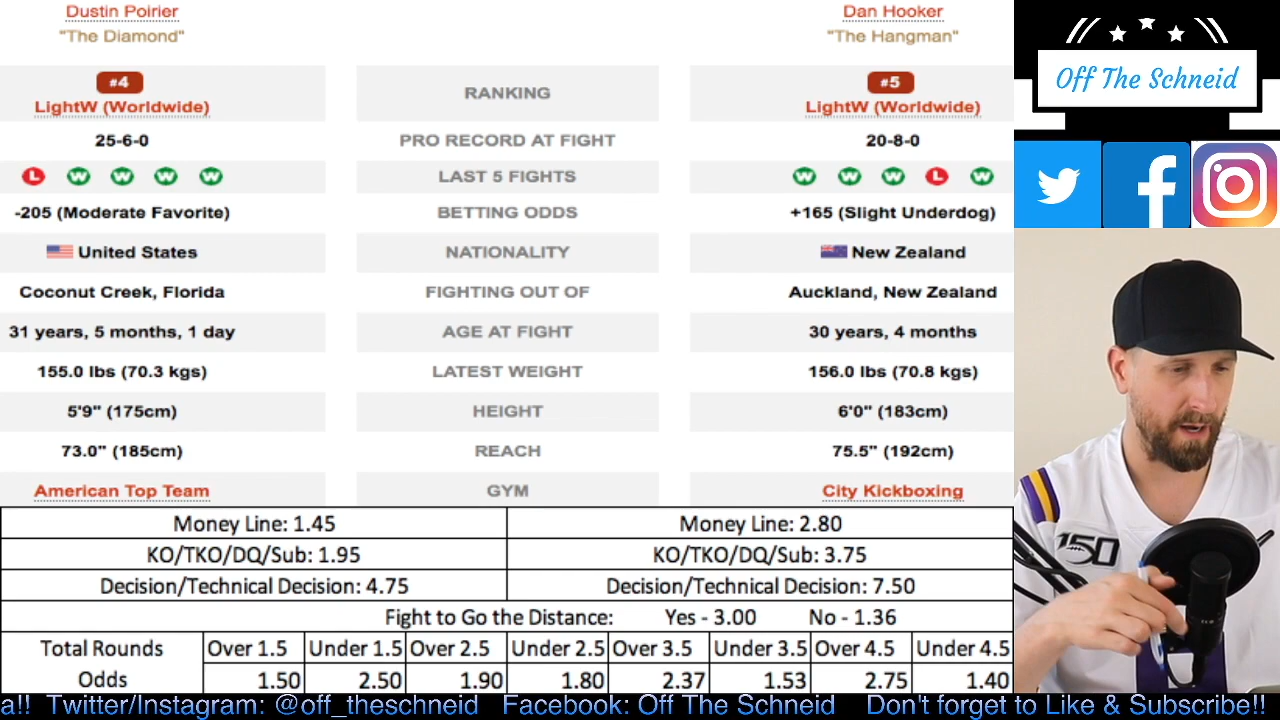 Dustin Poirier
"The Diamond"
Dan Hooker
"The Hangman"
#4
LightW (Worldwide)
RANKING
#5
LightW (Worldwide)
25-6-0 PRO RECORD AT FIGHT 20-8-0
L W W W W LAST 5 FIGHTS W W W L W
-205 (Moderate Favorite) BETTING ODDS +165 (Slight Underdog)
United States NATIONALITY New Zealand
Coconut Creek, Florida FIGHTING OUT OF Auckland, New Zealand
31 years, 5 months, 1 day AGE AT FIGHT 30 years, 4 months
155.0 lbs (70.3 kgs) LATEST WEIGHT 156.0 lbs (70.8 kgs)
5'9" (175cm) HEIGHT 6'0" (183cm)
73.0" (185cm) REACH 75.5" (192cm)
American Top Team GYM City Kickboxing
Money Line: 1.45 Money Line: 2.80
KO/TKO/DQ/Sub: 1.95 KO/TKO/DQ/Sub: 3.75
Decision/Technical Decision: 4.75 Decision/Technical Decision: 7.50
Fight to Go the Distance: Yes - 3.00 No - 1.36
Total Rounds Over 1.5 Under 1.5 Over 2.5 Under 2.5 Over 3.5 Under 3.5 Over 4.5 Under 4.5
Odds 1.50 2.50 1.90 1.80 2.37 1.53 2.75 1.40
Off The Schneid
150
a!! Twitter/Instagram: @off_theschneid Facebook: Off The Schneid Don't forget to Like & Subscribe!!